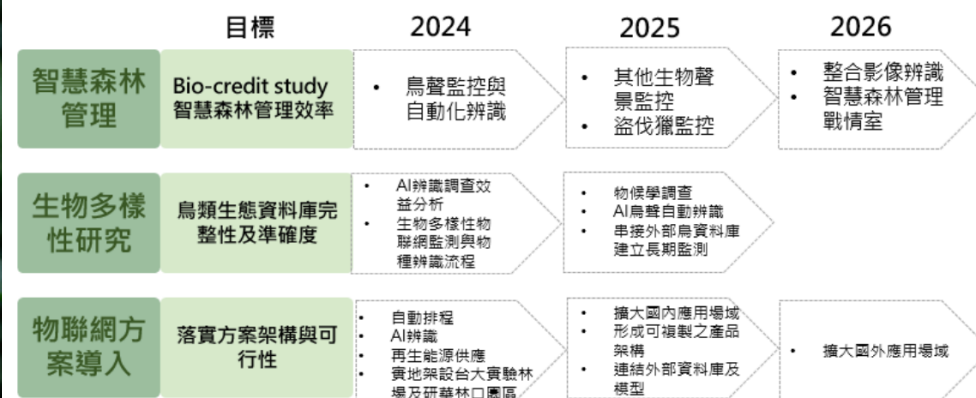 目標
2024
2025
2026
智慧森林
管理
Bio-credit study
智慧森林管理效率
• 鳥聲監控與
自動化辨識
• 其他生物聲
景監控
• 盜伐獵監控
• 整合影像辨識
• 智慧森林管理
戰情室
生物多樣
性研究
鳥類生態資料庫完
整性及準確度
• AI辨識調查效
益分析
• 生物多樣性物
聯網監測與物
種辨識流程
• 物候學調查
• AI鳥聲自動辨識
• 串接外部鳥資料庫
建立長期監測
物聯網方
案導入
落實方案架構與可
行性
• 自動排程
• AI辨識
• 再生能源供應
• 實地架設台大實驗林
場及研華林口園區
• 擴大國內應用場域
• 形成可複製之產品
架構
• 連結外部資料庫及
模型
• 擴大國外應用場域